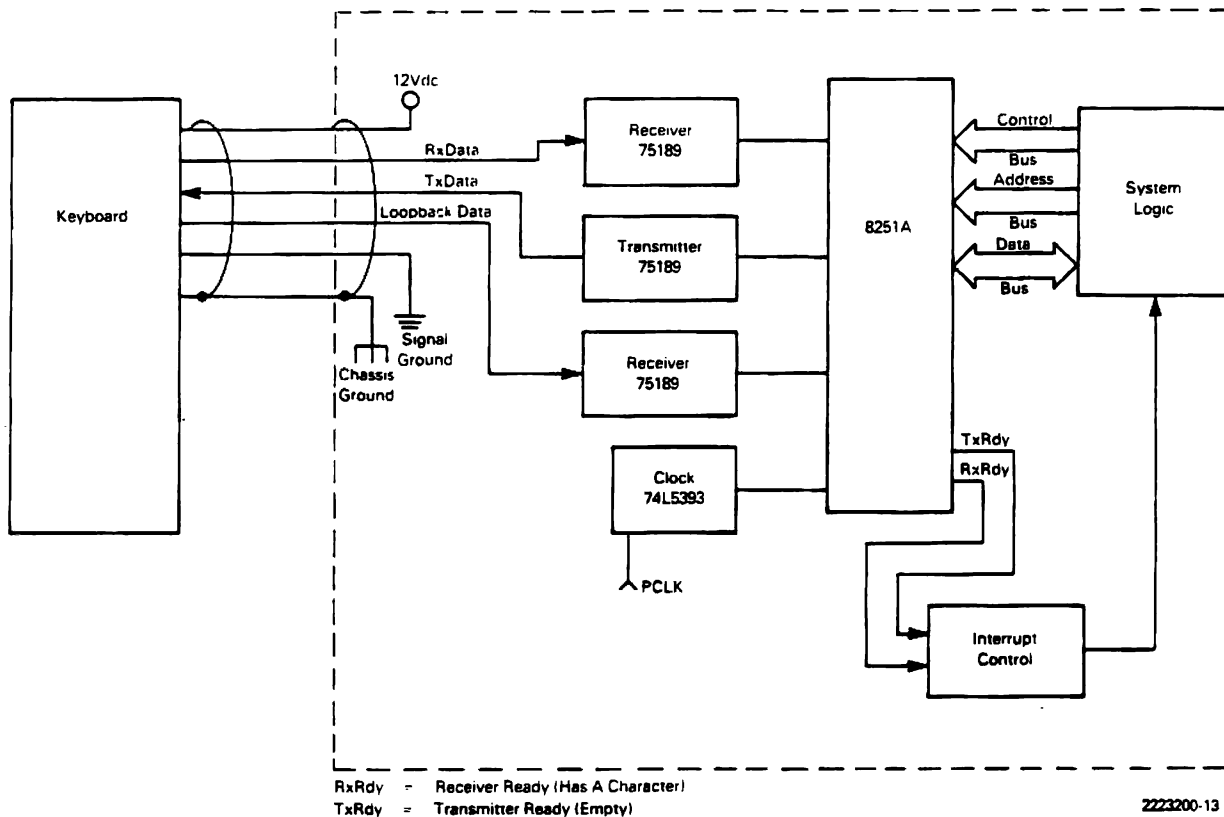 12Vdc
Keyboard
RxData
TxData
Loopback Data
Signal
Ground
Chassis
Ground
Receiver
75189
Transmitter
75189
Receiver
75189
Clock
74L5393
PCLK
8251A
Control
Bus
Address
Bus
Data
Bus
System
Logic
TxRdy
RxRdy
Interrupt
Control
RxRdy = Receiver Ready (Has A Character)
TxRdy = Transmitter Ready (Empty)
2223200-13